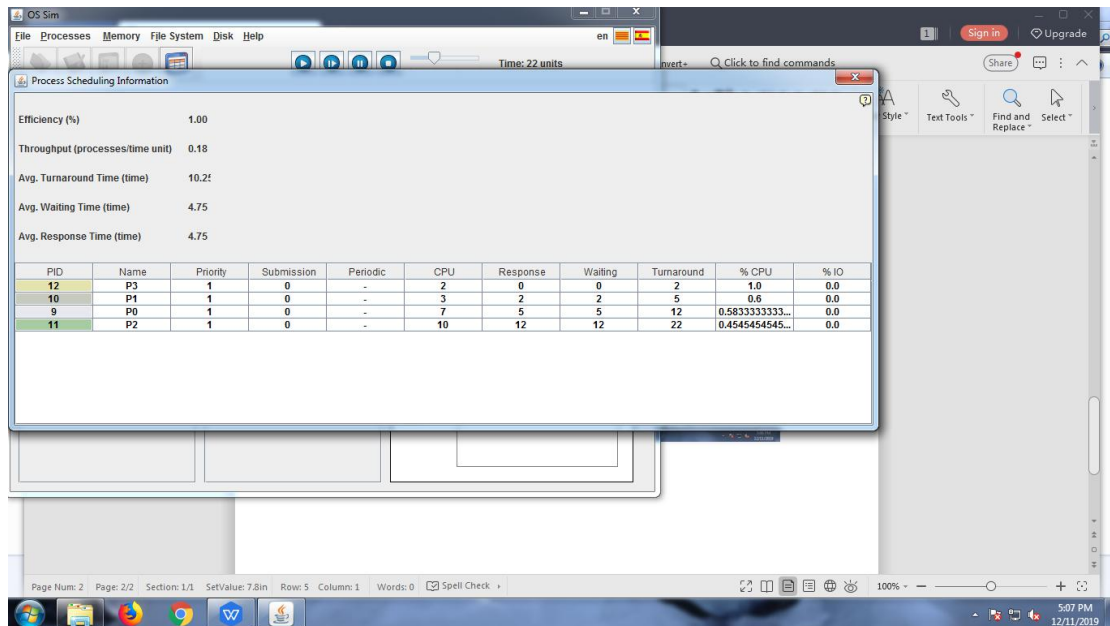 OS Sim
File Processes Memory File System Disk Help en
1 Sign in Upgrade
Time: 22 units
Click to find commands
Share
Process Scheduling Information
Style Text Tools Find and Replace Select
Efficiency (%) 1.00
Throughput (processes/time unit) 0.18
Avg. Turnaround Time (time) 10.25
Avg. Waiting Time (time) 4.75
Avg. Response Time (time) 4.75
PID Name Priority Submission Periodic CPU Response Waiting Turnaround % CPU % IO
12 P3 1 0 - 2 0 0 2 1.0 0.0
10 P1 1 0 - 3 2 2 5 0.6 0.0
9 P0 1 0 - 7 5 5 12 0.5833333333... 0.0
11 P2 1 0 - 10 12 12 22 0.4545454545... 0.0
Page Num: 2 Page: 2/2 Section: 1/1 SetValue: 7.8in Row: 5 Column: 1 Words: 0 Spell Check 100%
5:07 PM
12/11/2019